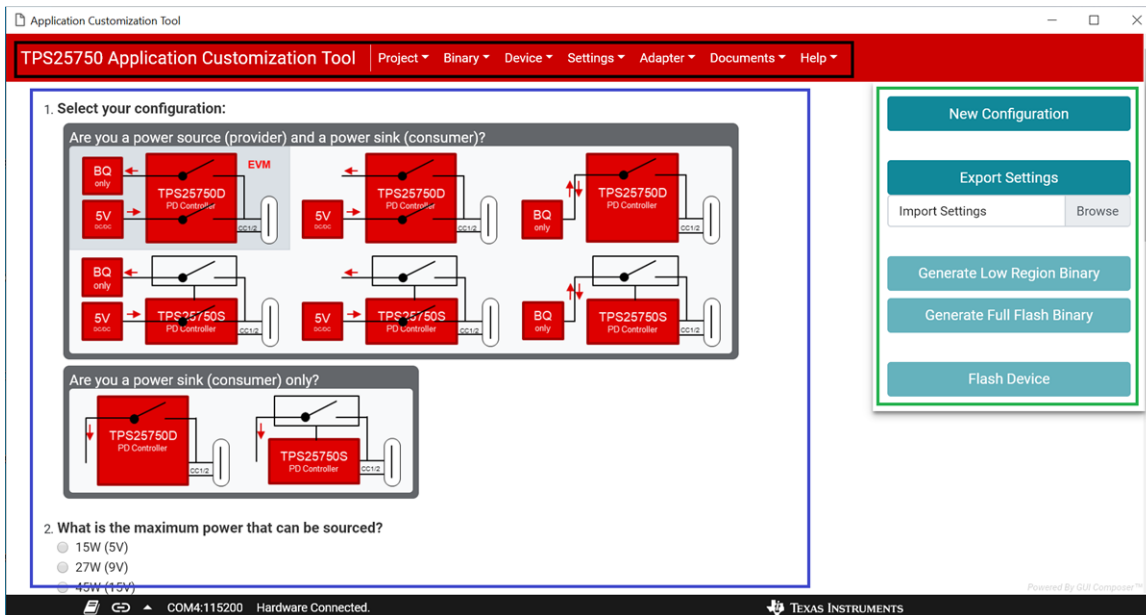 Application Customization Tool
TPS25750 Application Customization Tool Project Binary Device Settings Adapter Documents Help
1. Select your configuration:
Are you a power source (provider) and a power sink (consumer)?
BQ only
5V DC/DC
TPS25750D PD Controller
CC1/2
EVM
5V DC/DC
TPS25750D PD Controller
CC1/2
BQ only
TPS25750D PD Controller
CC1/2
BQ only
5V DC/DC
TPS25750S PD Controller
CC1/2
5V DC/DC
TPS25750S PD Controller
CC1/2
BQ only
TPS25750S PD Controller
CC1/2
Are you a power sink (consumer) only?
TPS25750D PD Controller
CC1/2
TPS25750S PD Controller
CC1/2
2. What is the maximum power that can be sourced?
15W (5V)
27W (9V)
45W (15V)
New Configuration
Export Settings
Import Settings Browse
Generate Low Region Binary
Generate Full Flash Binary
Flash Device
Powered By GUI Composer™
COM4:115200 Hardware Connected.
TEXAS INSTRUMENTS